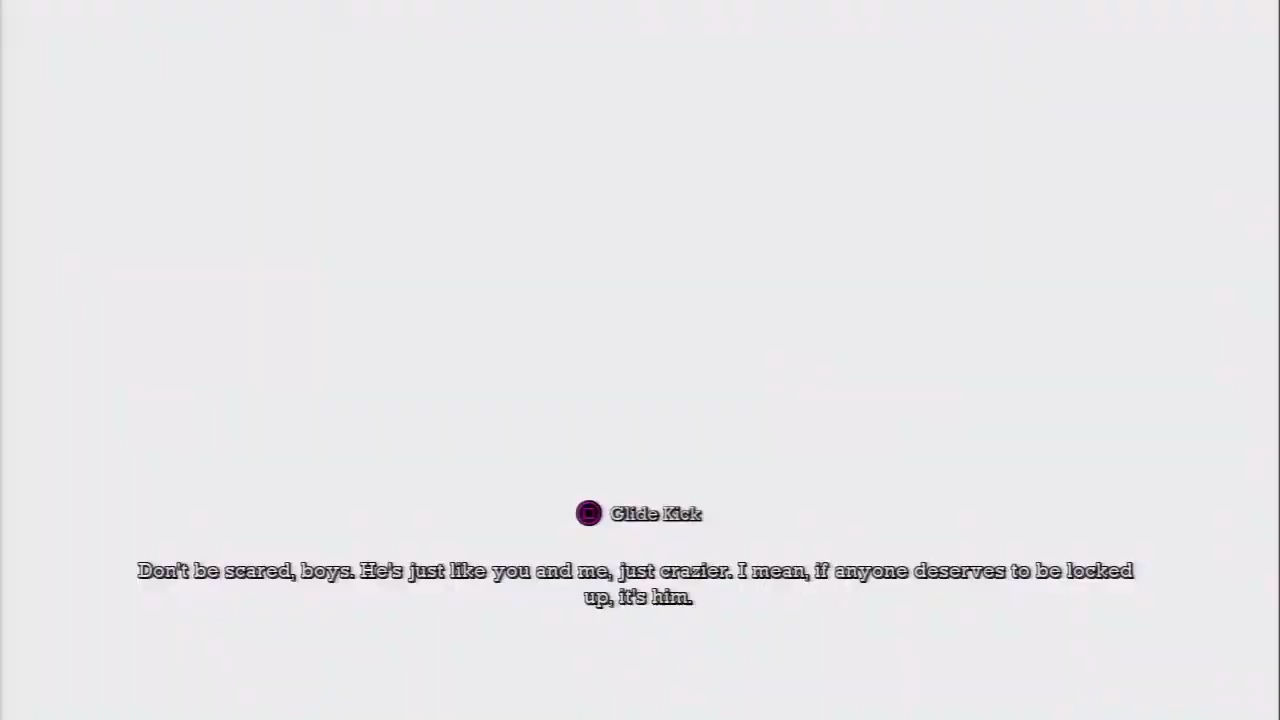 Glide Kick
Don't be scared, boys. He's just like you and me, just crazier. I mean, if anyone deserves to be locked
up, it's him.